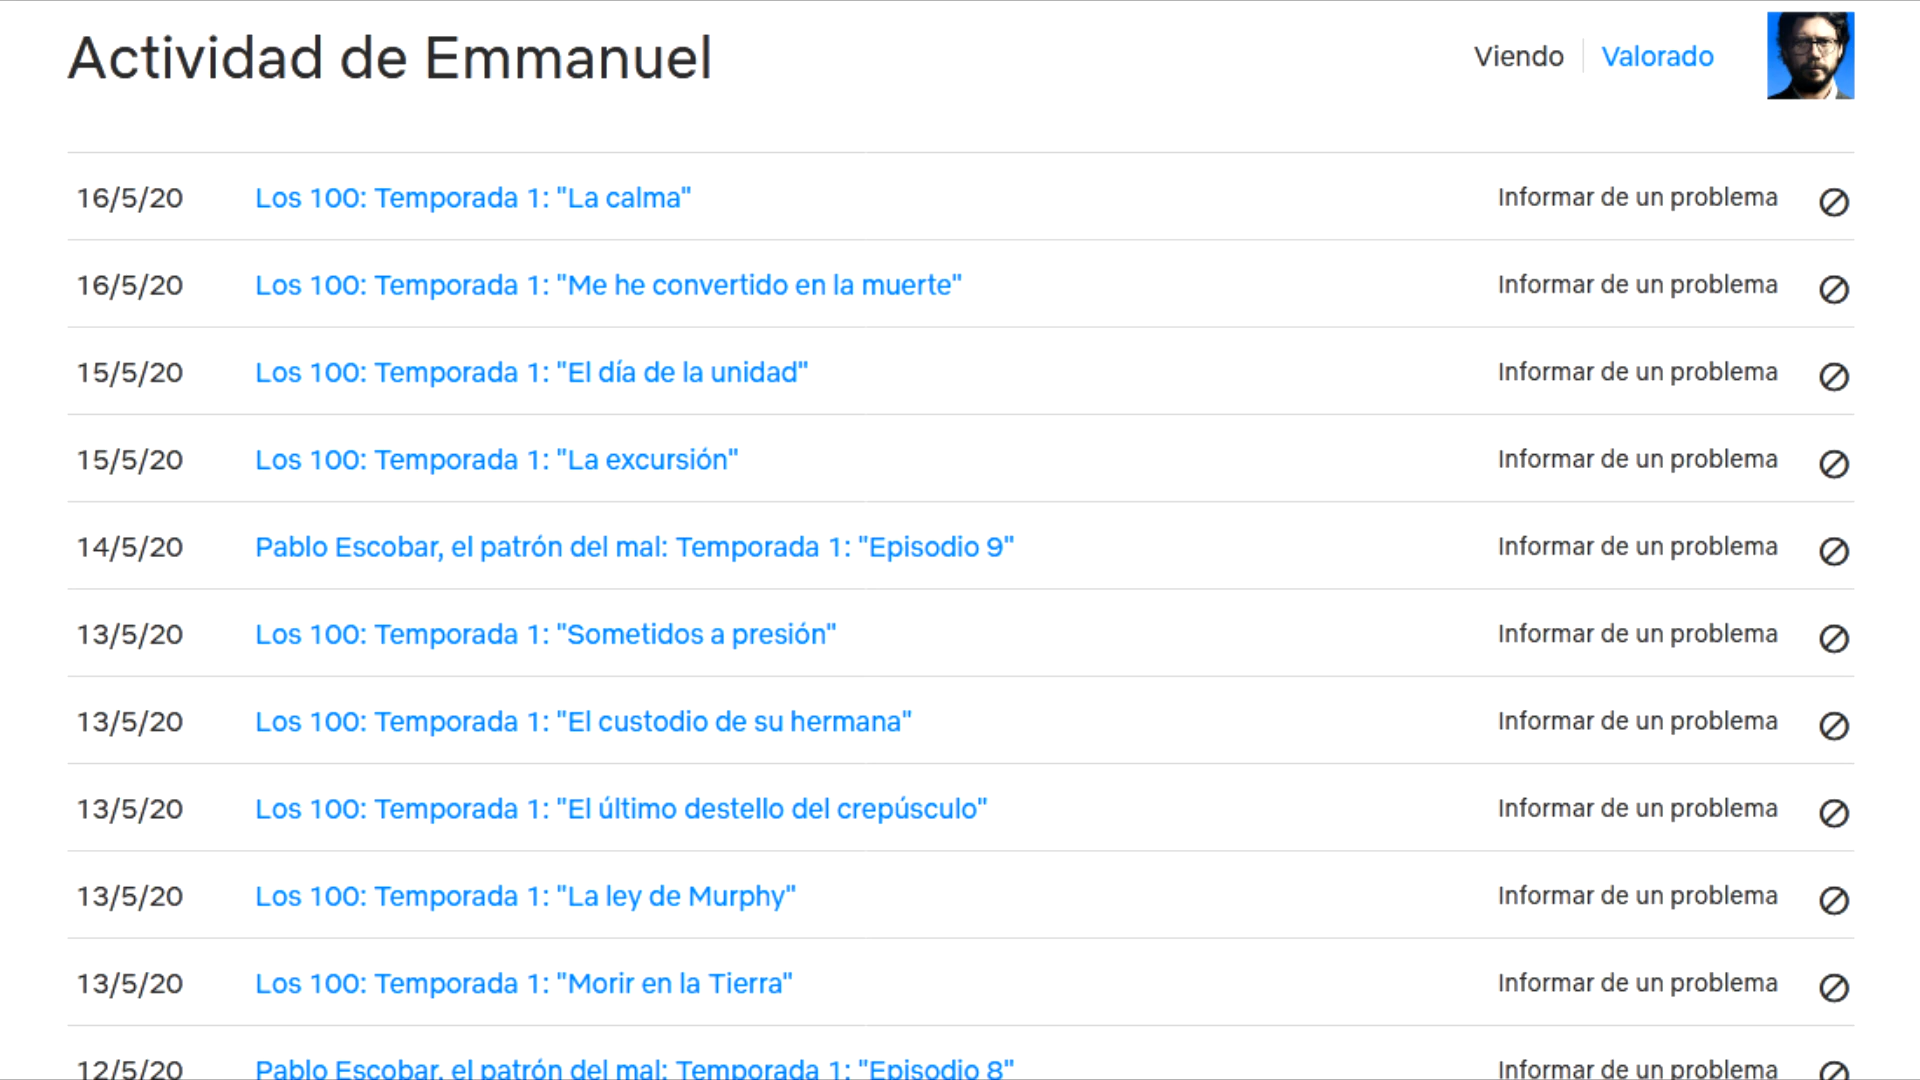 Actividad de Emmanuel
Viendo Valorado
16/5/20 Los 100: Temporada 1: "La calma" Informar de un problema
16/5/20 Los 100: Temporada 1: "Me he convertido en la muerte" Informar de un problema
15/5/20 Los 100: Temporada 1: "El día de la unidad" Informar de un problema
15/5/20 Los 100: Temporada 1: "La excursión" Informar de un problema
14/5/20 Pablo Escobar, el patrón del mal: Temporada 1: "Episodio 9" Informar de un problema
13/5/20 Los 100: Temporada 1: "Sometidos a presión" Informar de un problema
13/5/20 Los 100: Temporada 1: "El custodio de su hermana" Informar de un problema
13/5/20 Los 100: Temporada 1: "El último destello del crepúsculo" Informar de un problema
13/5/20 Los 100: Temporada 1: "La ley de Murphy" Informar de un problema
13/5/20 Los 100: Temporada 1: "Morir en la Tierra" Informar de un problema
12/5/20 Pablo Escobar, el patrón del mal: Temporada 1: "Episodio 8" Informar de un problema